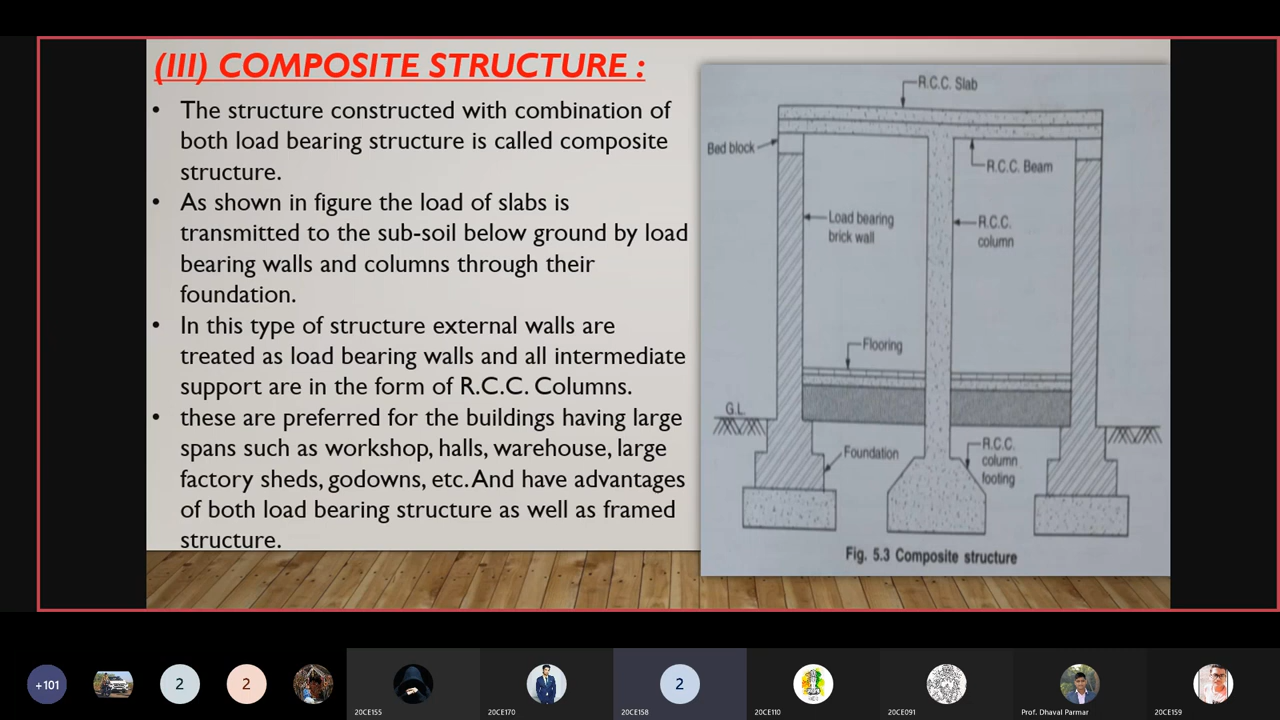 (III) COMPOSITE STRUCTURE :
• The structure constructed with combination of
both load bearing structure is called composite
structure.
• As shown in figure the load of slabs is
transmitted to the sub-soil below ground by load
bearing walls and columns through their
foundation.
• In this type of structure external walls are
treated as load bearing walls and all intermediate
support are in the form of R.C.C. Columns.
• these are preferred for the buildings having large
spans such as workshop, halls, warehouse, large
factory sheds, godowns, etc. And have advantages
of both load bearing structure as well as framed
structure.
R.C.C. Slab
Bed block
R.C.C. Beam
Load bearing
brick wall
R.C.C.
column
Flooring
G.L.
Foundation
R.C.C.
column
footing
Fig. 5.3 Composite structure
+101
2
2
2
20CE155
20CE170
20CE158
20CE110
20CE091
Prof. Dhaval Parmar
20CE159